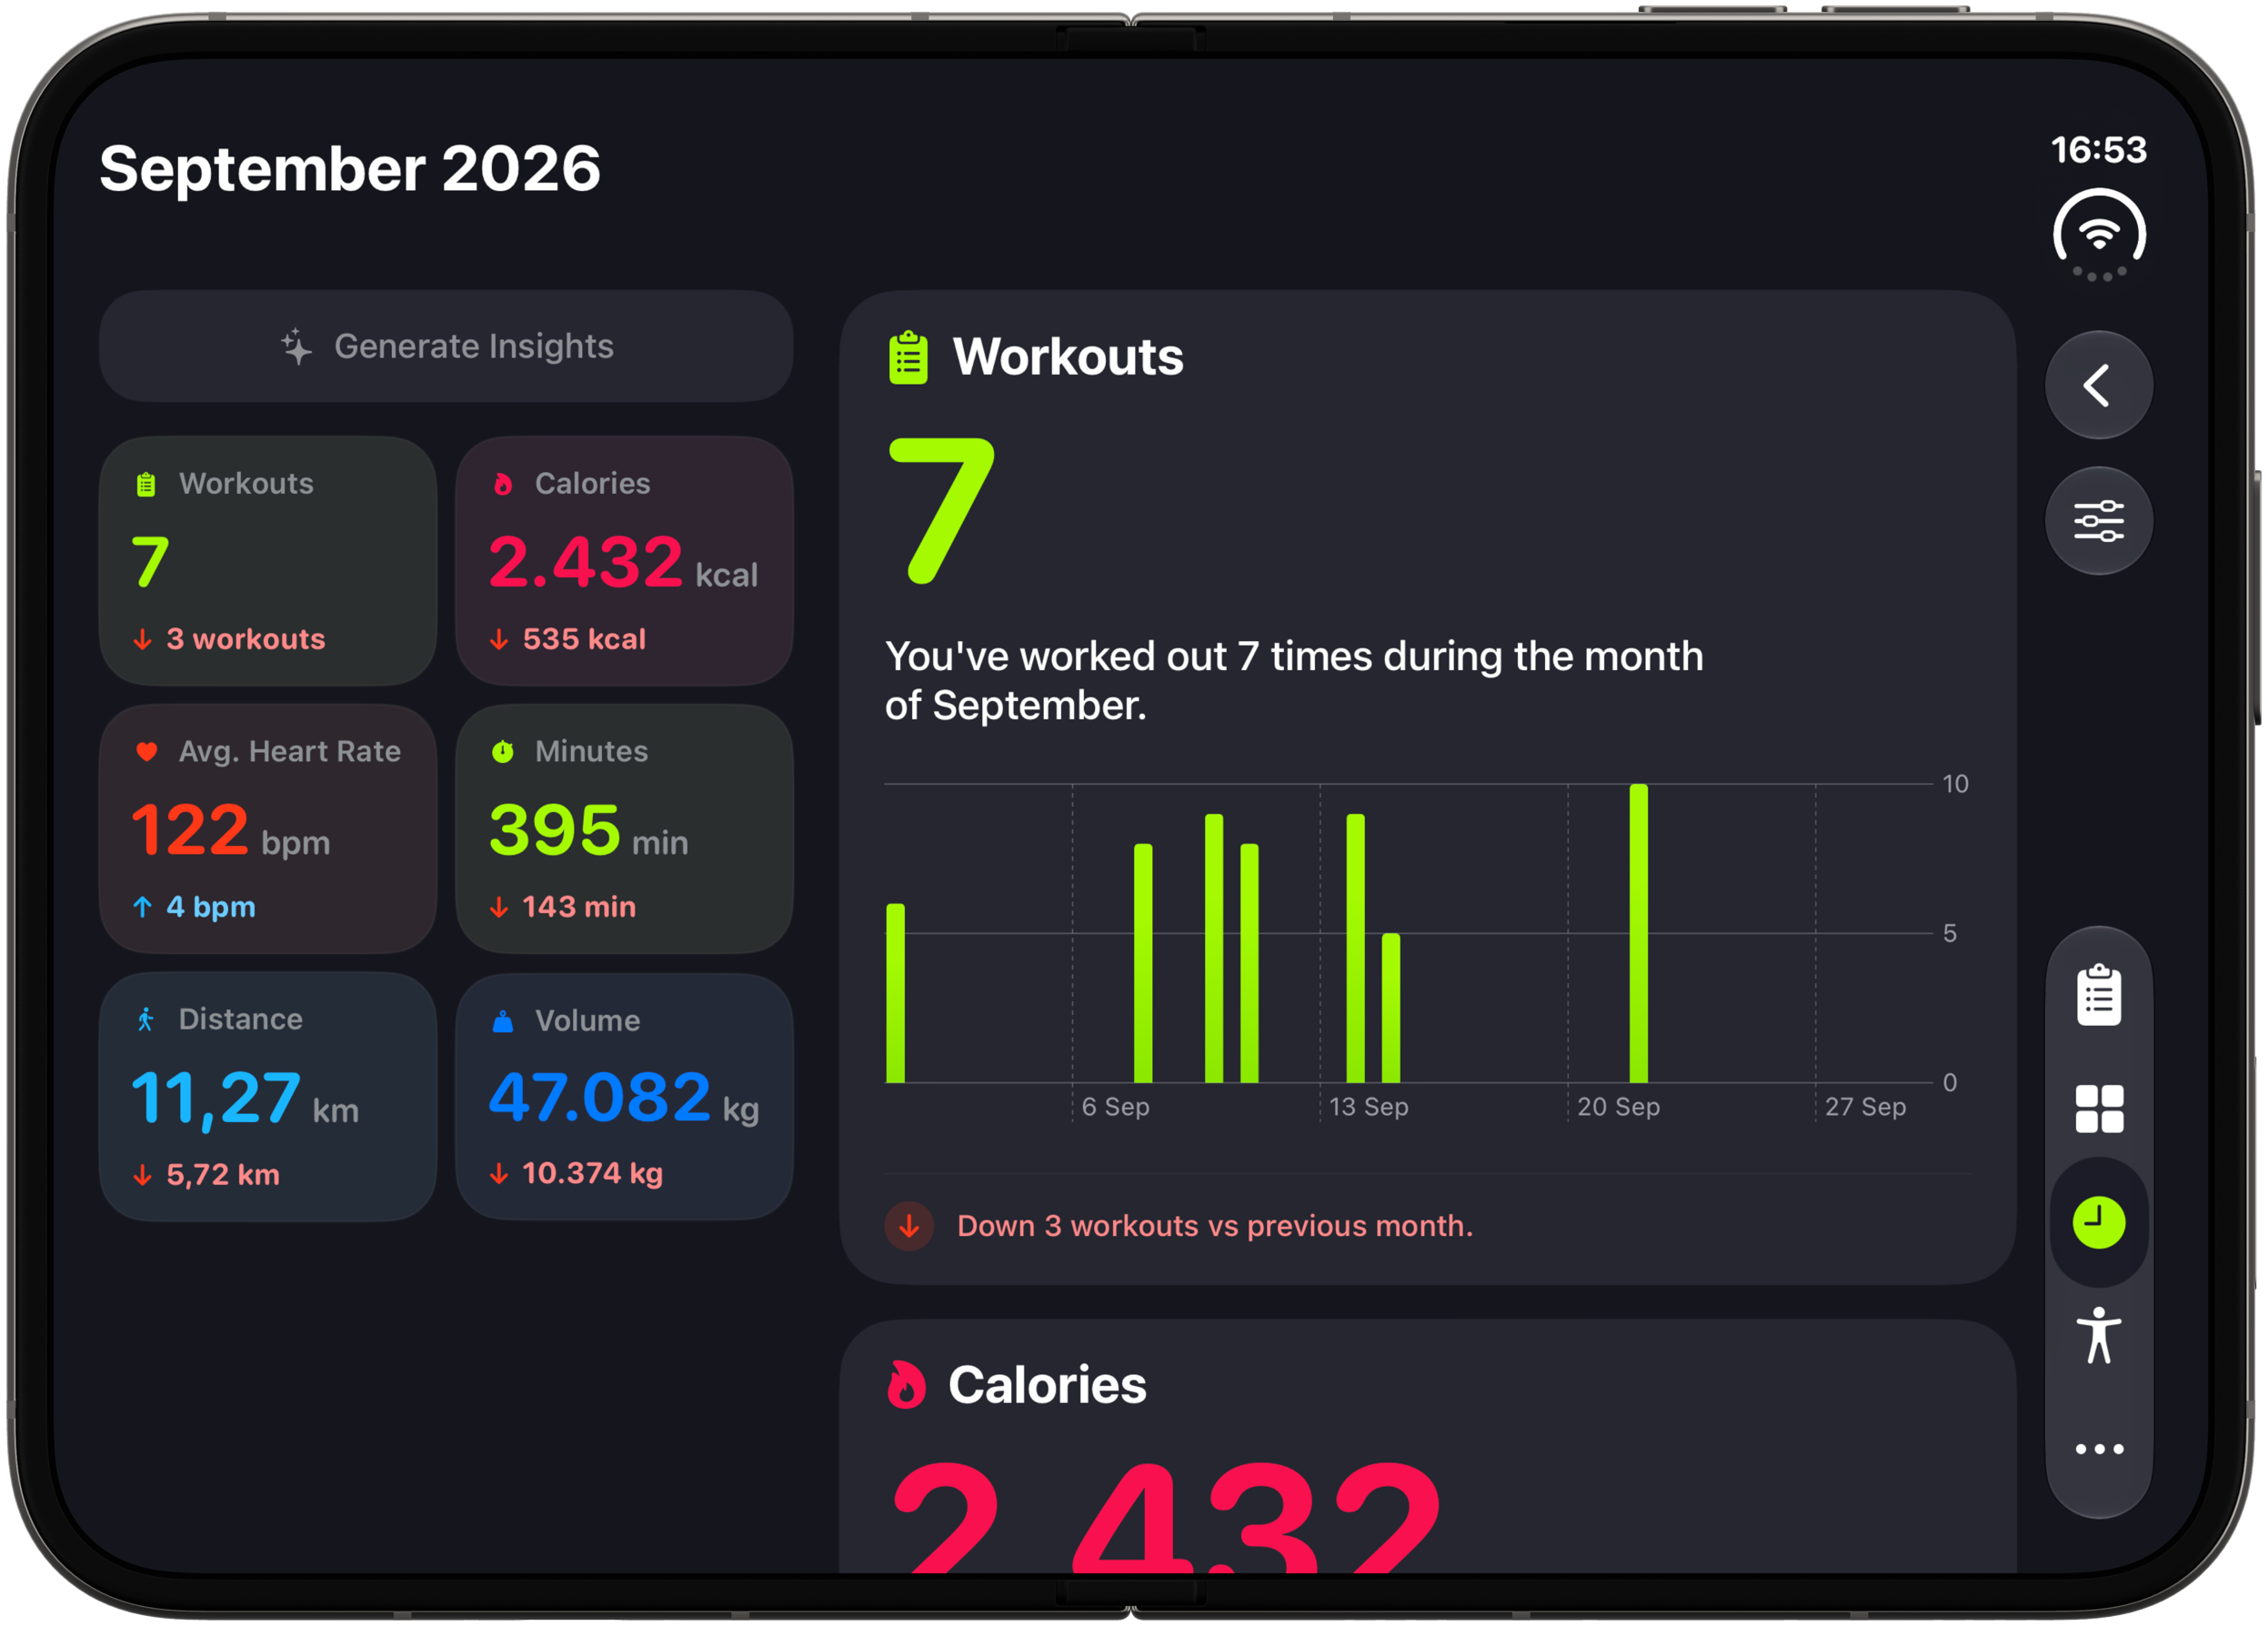 September 2026
16:53
Generate Insights
Workouts
7
3 workouts
Calories
2.432 kcal
535 kcal
Avg. Heart Rate
122 bpm
4 bpm
Minutes
395 min
143 min
Distance
11,27 km
5,72 km
Volume
47.082 kg
10.374 kg
Workouts
7
You've worked out 7 times during the month
of September.
10
5
0
6 Sep
13 Sep
20 Sep
27 Sep
Down 3 workouts vs previous month.
Calories
2.432